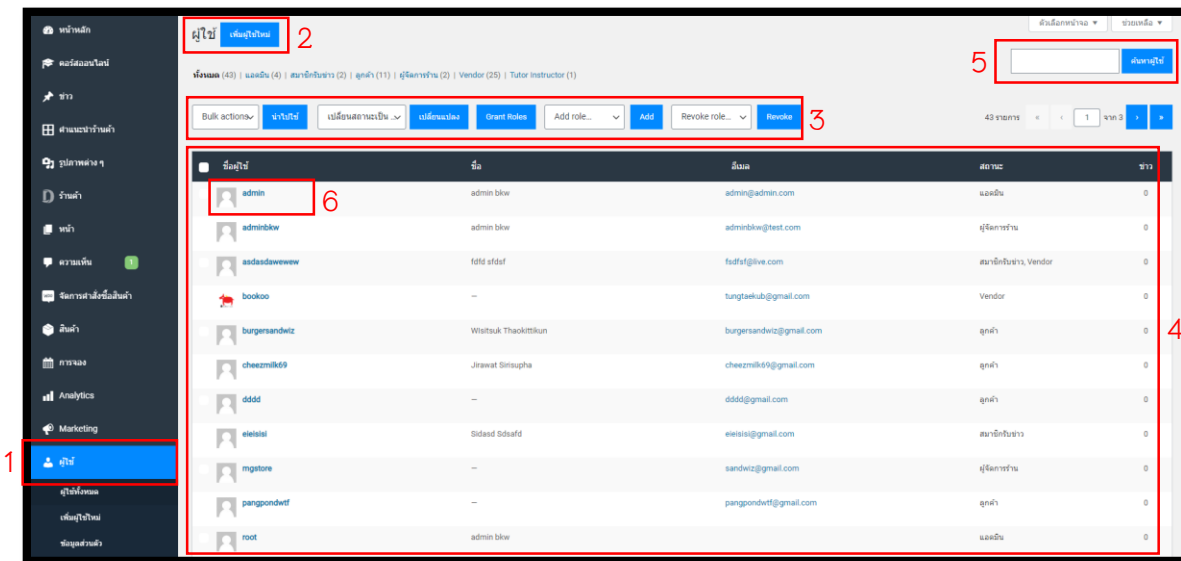 ตัวเลือกหน้าจอ ▼ ช่วยเหลือ ▼
หน้าหลัก
คอร์สออนไลน์
ข่าว
คำแนะนำร้านค้า
รูปภาพต่าง ๆ
ร้านค้า
หน้า
ความเห็น 1
จัดการคำสั่งซื้อสินค้า
สินค้า
การจอง
Analytics
Marketing
1
ผู้ใช้
ผู้ใช้ทั้งหมด
เพิ่มผู้ใช้ใหม่
ข้อมูลส่วนตัว
ผู้ใช้ เพิ่มผู้ใช้ใหม่ 2
5 ค้นหาผู้ใช้
ทั้งหมด (43) | แอดมิน (4) | สมาชิกรับข่าว (2) | ลูกค้า (11) | ผู้จัดการร้าน (2) | Vendor (25) | Tutor Instructor (1)
Bulk actions นำไปใช้ เปลี่ยนสถานะเป็น ... เปลี่ยนแปลง Grant Roles Add role... Add Revoke role... Revoke 3
43 รายการ « ‹ 1 จาก 3 › »
ชื่อผู้ใช้ ชื่อ อีเมล สถานะ ข่าว
admin 6 admin bkw admin@admin.com แอดมิน 0
adminbkw admin bkw adminbkw@test.com ผู้จัดการร้าน 0
asdasdawewew fdfd sfdsf fsdfsf@live.com สมาชิกรับข่าว, Vendor 0
bookoo — tungtaekub@gmail.com Vendor 0
burgersandwiz Wisitsuk Thaokittikun burgersandwiz@gmail.com ลูกค้า 0
4
cheezmilk69 Jirawat Sirisupha cheezmilk69@gmail.com ลูกค้า 0
dddd — dddd@gmail.com ลูกค้า 0
eieisisi Sidasd Sdsafd eieisisi@gmail.com สมาชิกรับข่าว 0
mgstore — sandwiz@gmail.com ผู้จัดการร้าน 0
pangpondwtf — pangpondwtf@gmail.com ลูกค้า 0
root admin bkw แอดมิน 0